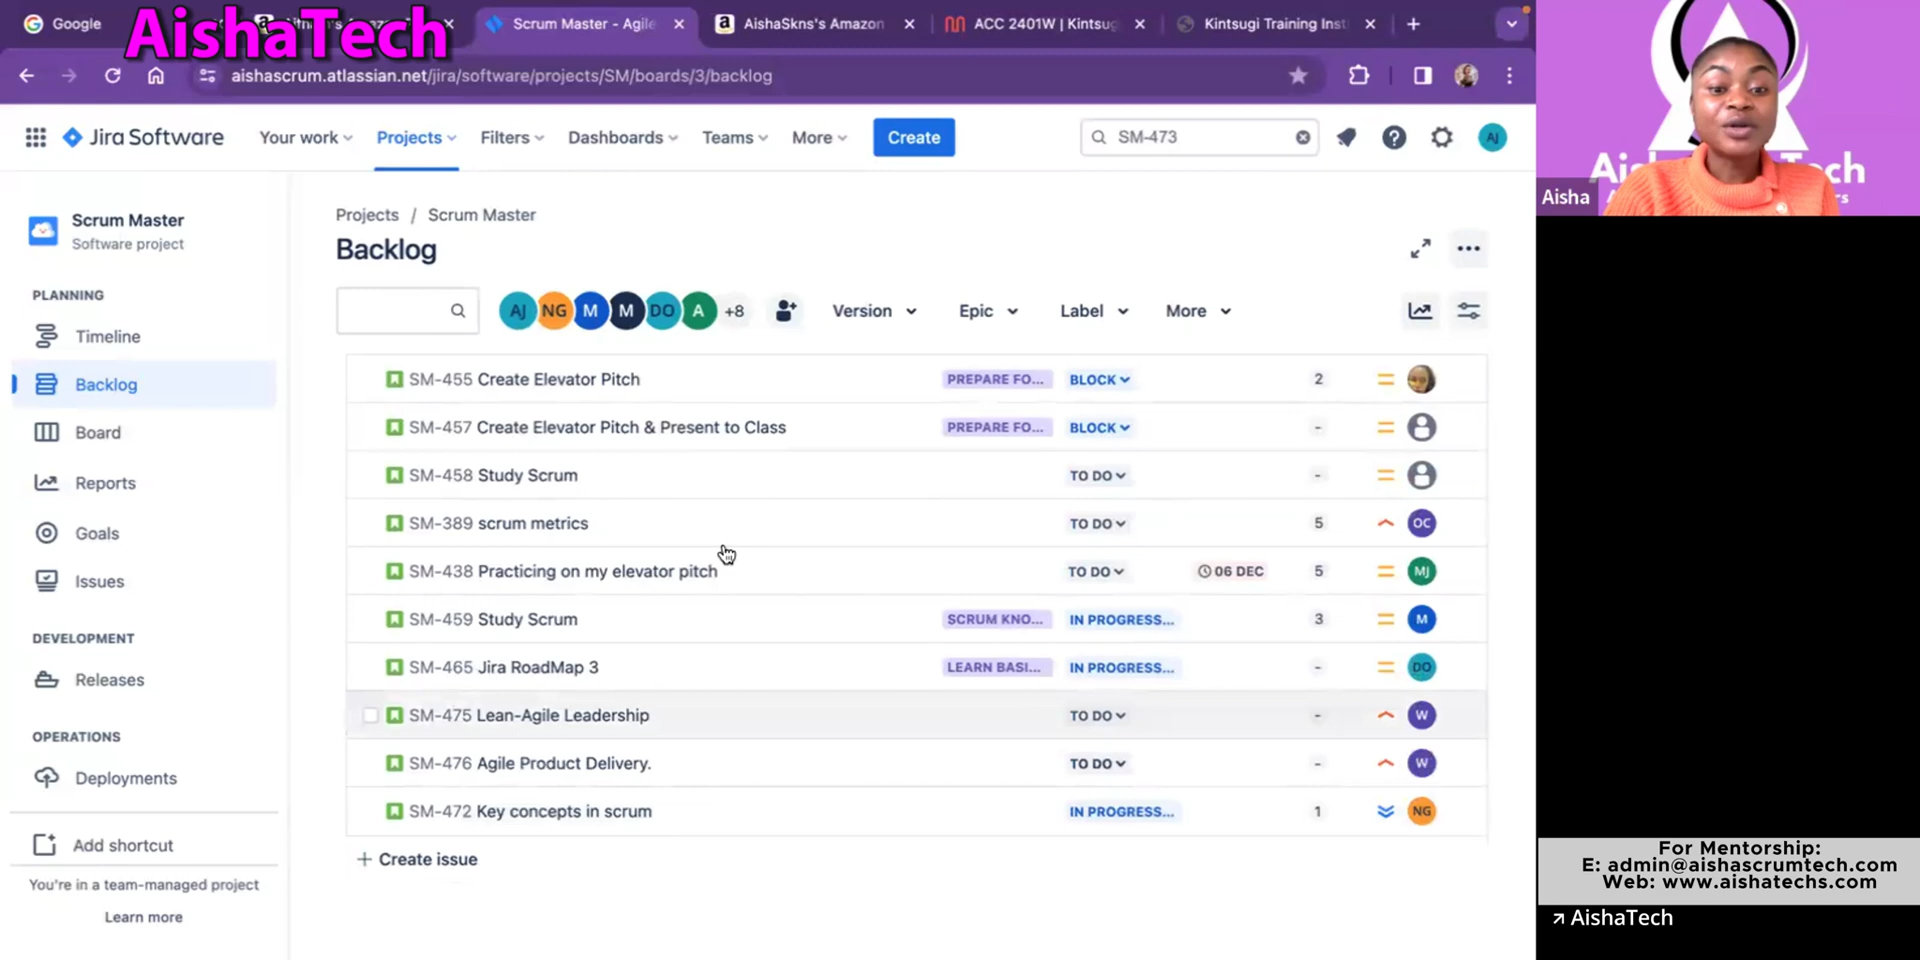 Google
Scrum Master - Agile
AishaSkns's Amazon
ACC 2401W | Kintsug
Kintsugi Training Inst
AishaTech
aishascrum.atlassian.net/jira/software/projects/SM/boards/3/backlog
Jira Software
Your work
Projects
Filters
Dashboards
Teams
More
Create
SM-473
AJ
Aisha
Scrum Master
Software project
PLANNING
Timeline
Backlog
Board
Reports
Goals
Issues
DEVELOPMENT
Releases
OPERATIONS
Deployments
Add shortcut
You're in a team-managed project
Learn more
Projects / Scrum Master
Backlog
AJ NG M M DO A +8
Version
Epic
Label
More
SM-455 Create Elevator Pitch PREPARE FO... BLOCK 2
SM-457 Create Elevator Pitch & Present to Class PREPARE FO... BLOCK -
SM-458 Study Scrum TO DO -
SM-389 scrum metrics TO DO 5 OC
SM-438 Practicing on my elevator pitch TO DO 06 DEC 5 MJ
SM-459 Study Scrum SCRUM KNO... IN PROGRESS... 3 M
SM-465 Jira RoadMap 3 LEARN BASI... IN PROGRESS... - DO
SM-475 Lean-Agile Leadership TO DO - W
SM-476 Agile Product Delivery. TO DO - W
SM-472 Key concepts in scrum IN PROGRESS... 1 NG
+ Create issue
For Mentorship:
E: admin@aishascrumtech.com
Web: www.aishatechs.com
AishaTech